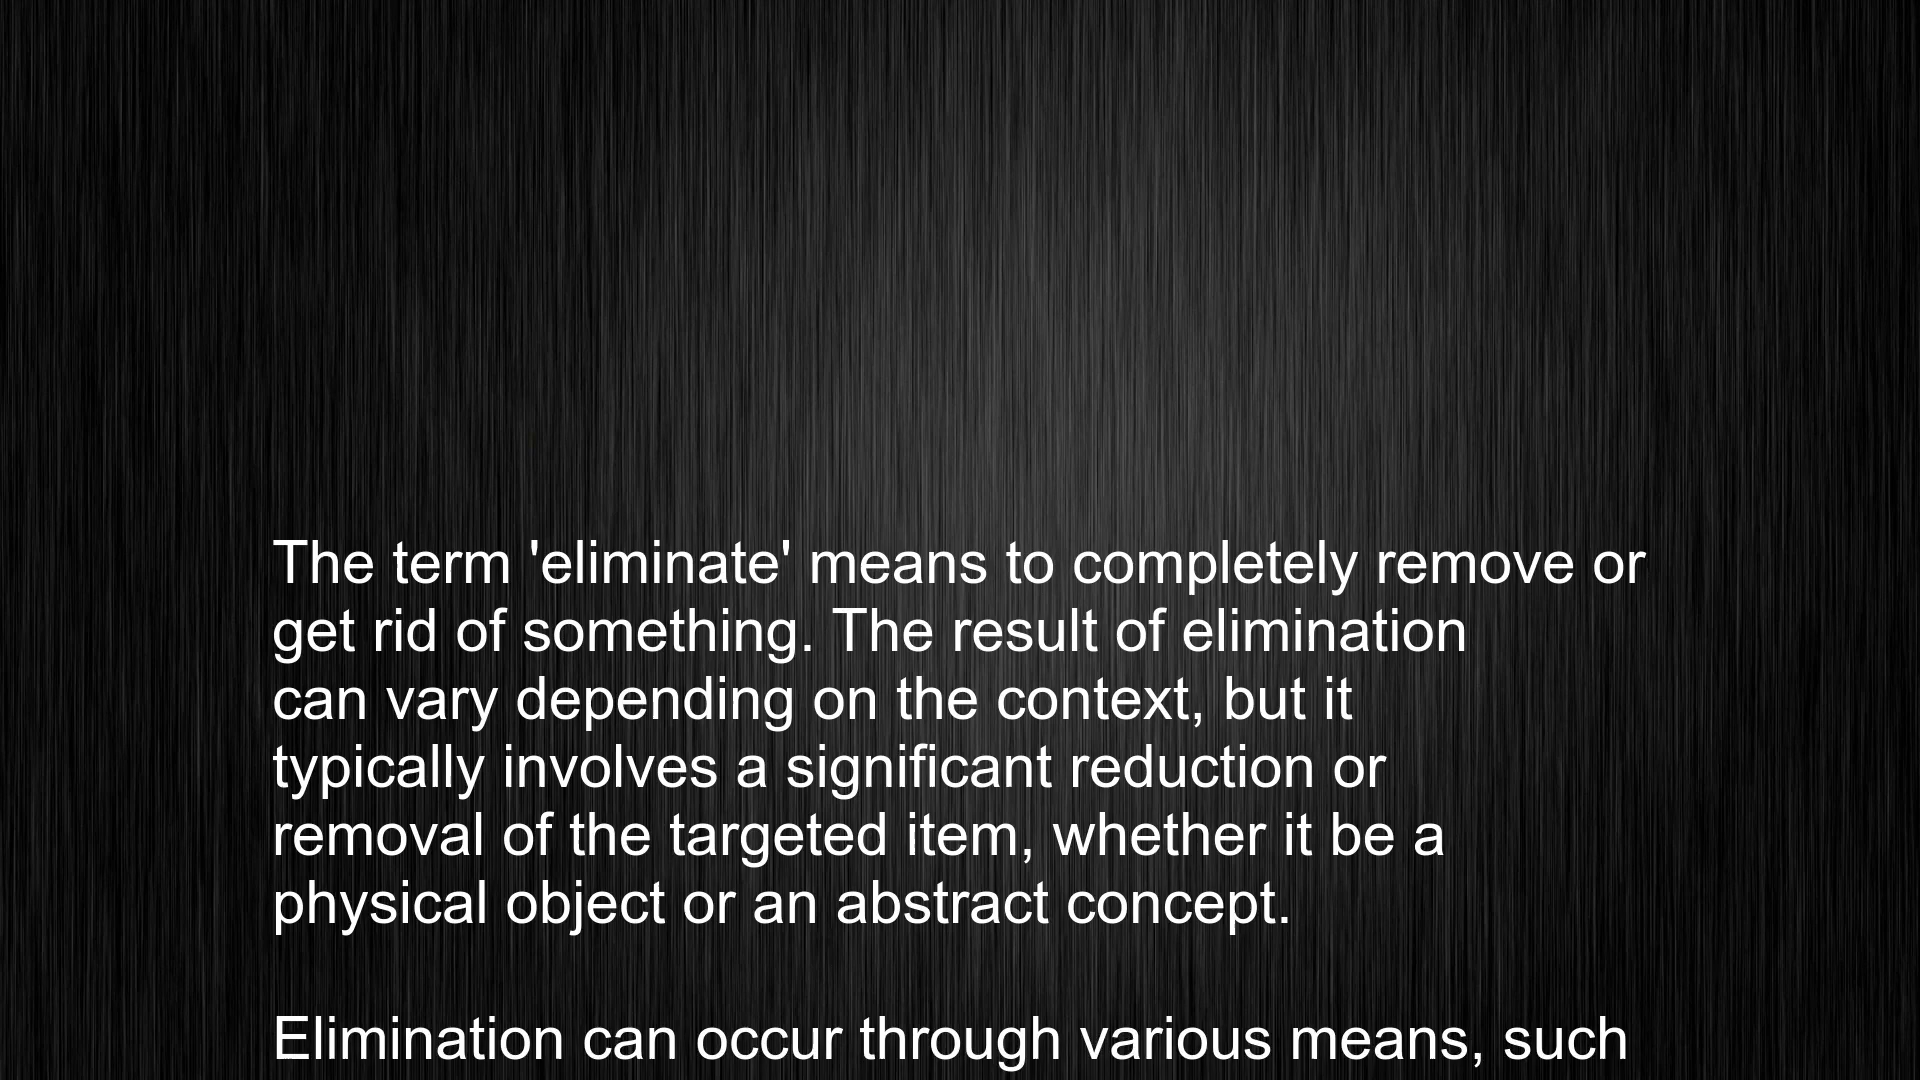 The term 'eliminate' means to completely remove or
get rid of something. The result of elimination
can vary depending on the context, but it
typically involves a significant reduction or
removal of the targeted item, whether it be a
physical object or an abstract concept.
Elimination can occur through various means, such